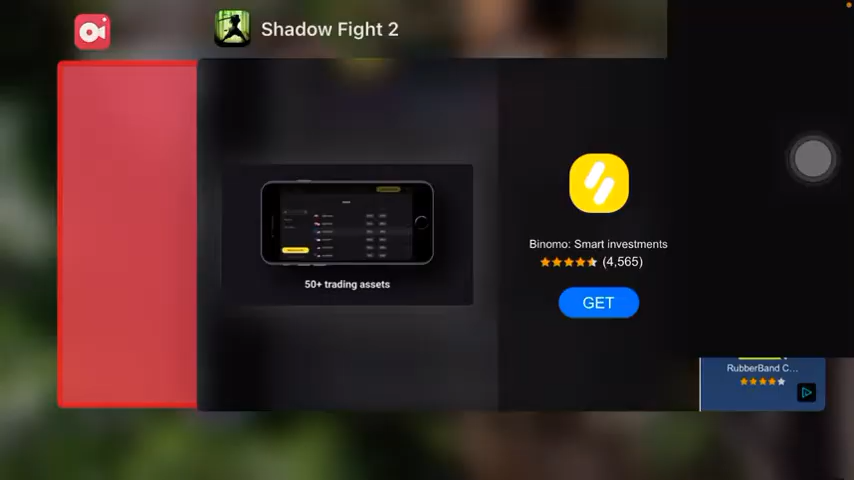 Shadow Fight 2
50+ trading assets
Binomo: Smart investments
(4,565)
GET
RubberBand C...